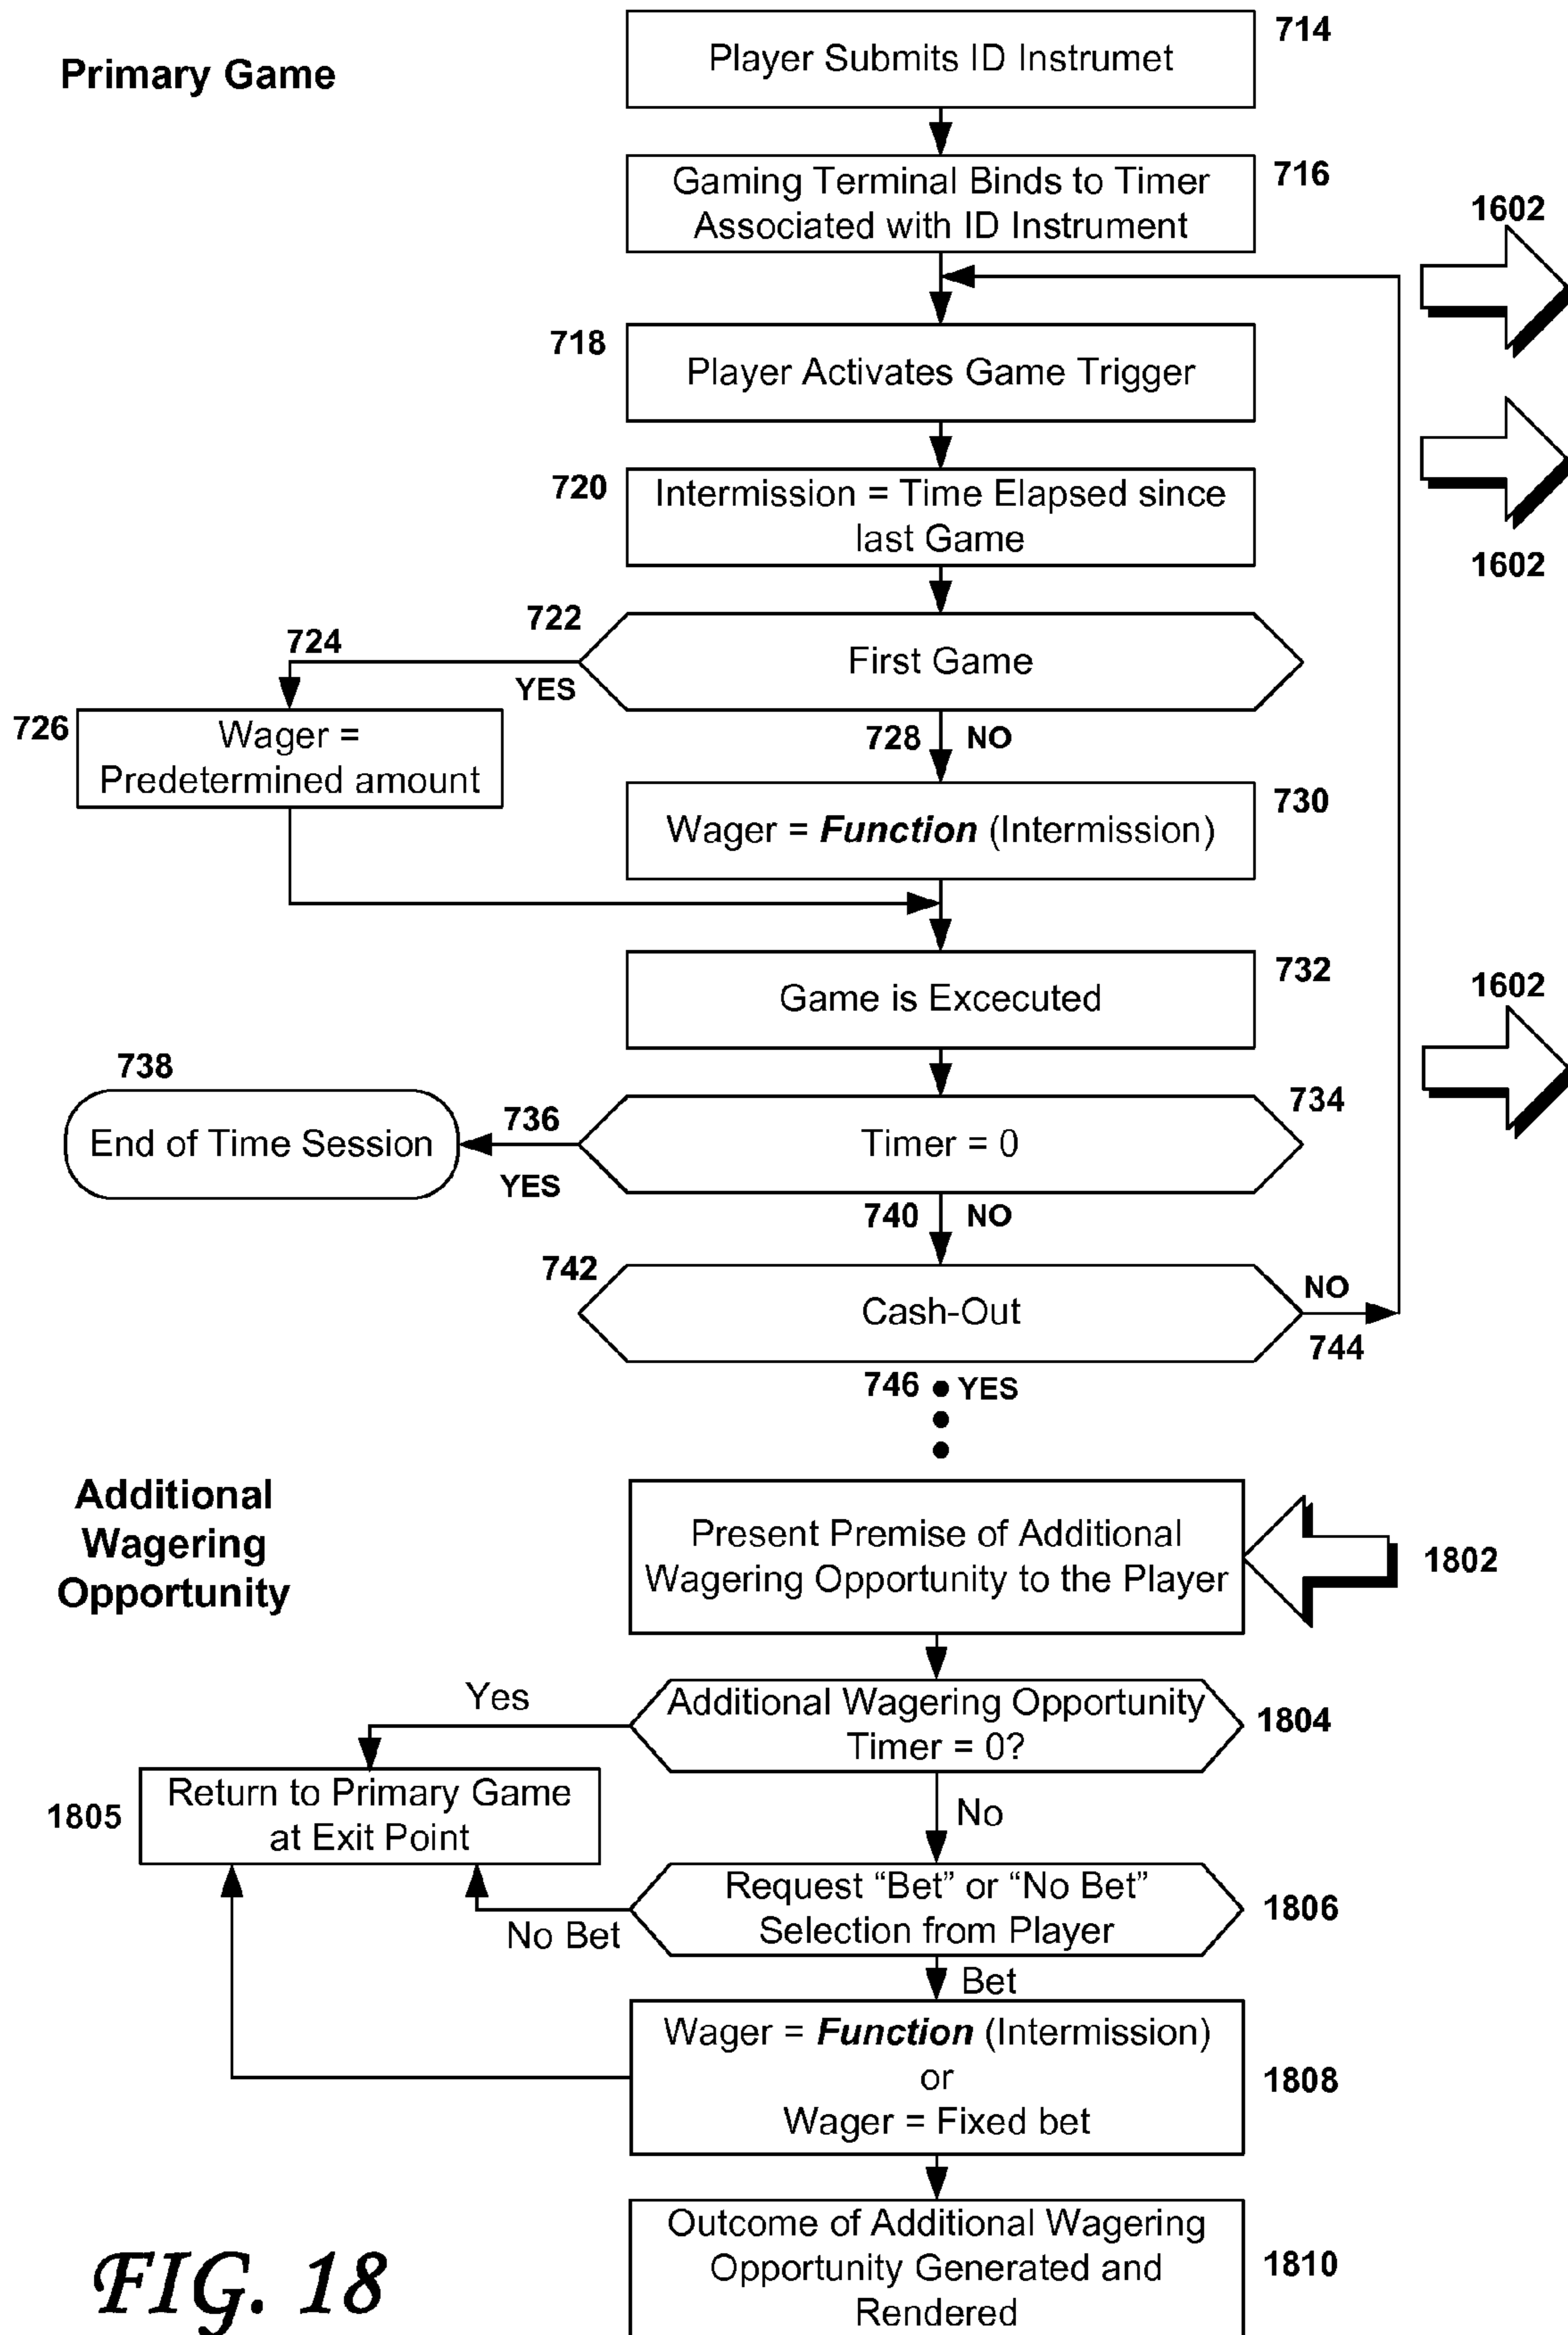 Primary Game
714
Player Submits ID Instrumet
716
Gaming Terminal Binds to Timer
Associated with ID Instrument
1602
718
Player Activates Game Trigger
720
Intermission = Time Elapsed since
last Game
1602
722
First Game
724
YES
726
Wager =
Predetermined amount
728
NO
730
Wager = Function (Intermission)
732
Game is Excecuted
1602
738
End of Time Session
736
YES
734
Timer = 0
740
NO
742
Cash-Out
NO
744
746
YES
Additional
Wagering
Opportunity
Present Premise of Additional
Wagering Opportunity to the Player
1802
Yes
Additional Wagering Opportunity
Timer = 0?
1804
1805
Return to Primary Game
at Exit Point
No
Request “Bet” or “No Bet”
Selection from Player
1806
No Bet
Bet
Wager = Function (Intermission)
or
Wager = Fixed bet
1808
Outcome of Additional Wagering
Opportunity Generated and
Rendered
1810
FIG. 18